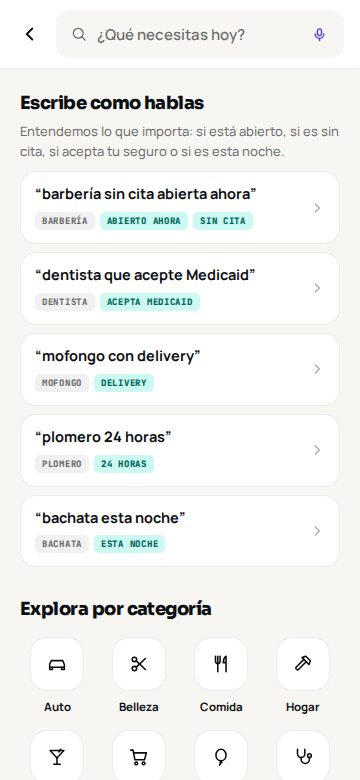 ¿Qué necesitas hoy?
Escribe como hablas
Entendemos lo que importa: si está abierto, si es sin
cita, si acepta tu seguro o si es esta noche.
“barbería sin cita abierta ahora”
BARBERÍA ABIERTO AHORA SIN CITA
“dentista que acepte Medicaid”
DENTISTA ACEPTA MEDICAID
“mofongo con delivery”
MOFONGO DELIVERY
“plomero 24 horas”
PLOMERO 24 HORAS
“bachata esta noche”
BACHATA ESTA NOCHE
Explora por categoría
Auto Belleza Comida Hogar